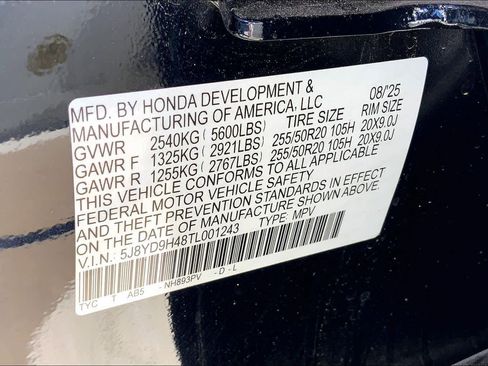 MFD. BY HONDA DEVELOPMENT & 08/'25
MANUFACTURING OF AMERICA, LLC TIRE SIZE RIM SIZE
GVWR 2540KG (5600LBS)
GAWR F 1325KG (2921LBS) 255/50R20 105H 20X9.0J
GAWR R 1255KG (2767LBS) 255/50R20 105H 20X9.0J
THIS VEHICLE CONFORMS TO ALL APPLICABLE
FEDERAL MOTOR VEHICLE SAFETY
AND THEFT PREVENTION STANDARDS IN EFFECT
ON THE DATE OF MANUFACTURE SHOWN ABOVE.
V.I.N.: 5J8YD9H48TL001243 TYPE: MPV
TYC T AB5 - NH893PV - D - L